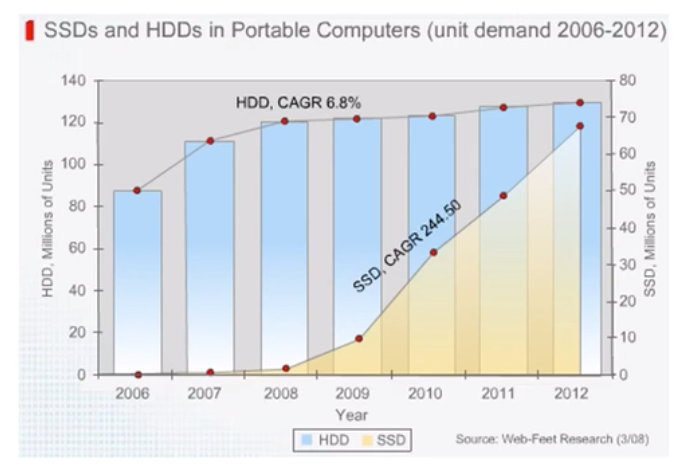 SSDs and HDDs in Portable Computers (unit demand 2006-2012)
140
120
100
80
60
40
20
0
HDD, Millions of Units
HDD, CAGR 6.8%
SSD, CAGR 244.50
80
70
60
50
40
30
20
10
0
SSD, Millions of Units
2006 2007 2008 2009 2010 2011 2012
Year
HDD SSD
Source: Web-Feet Research (3/08)